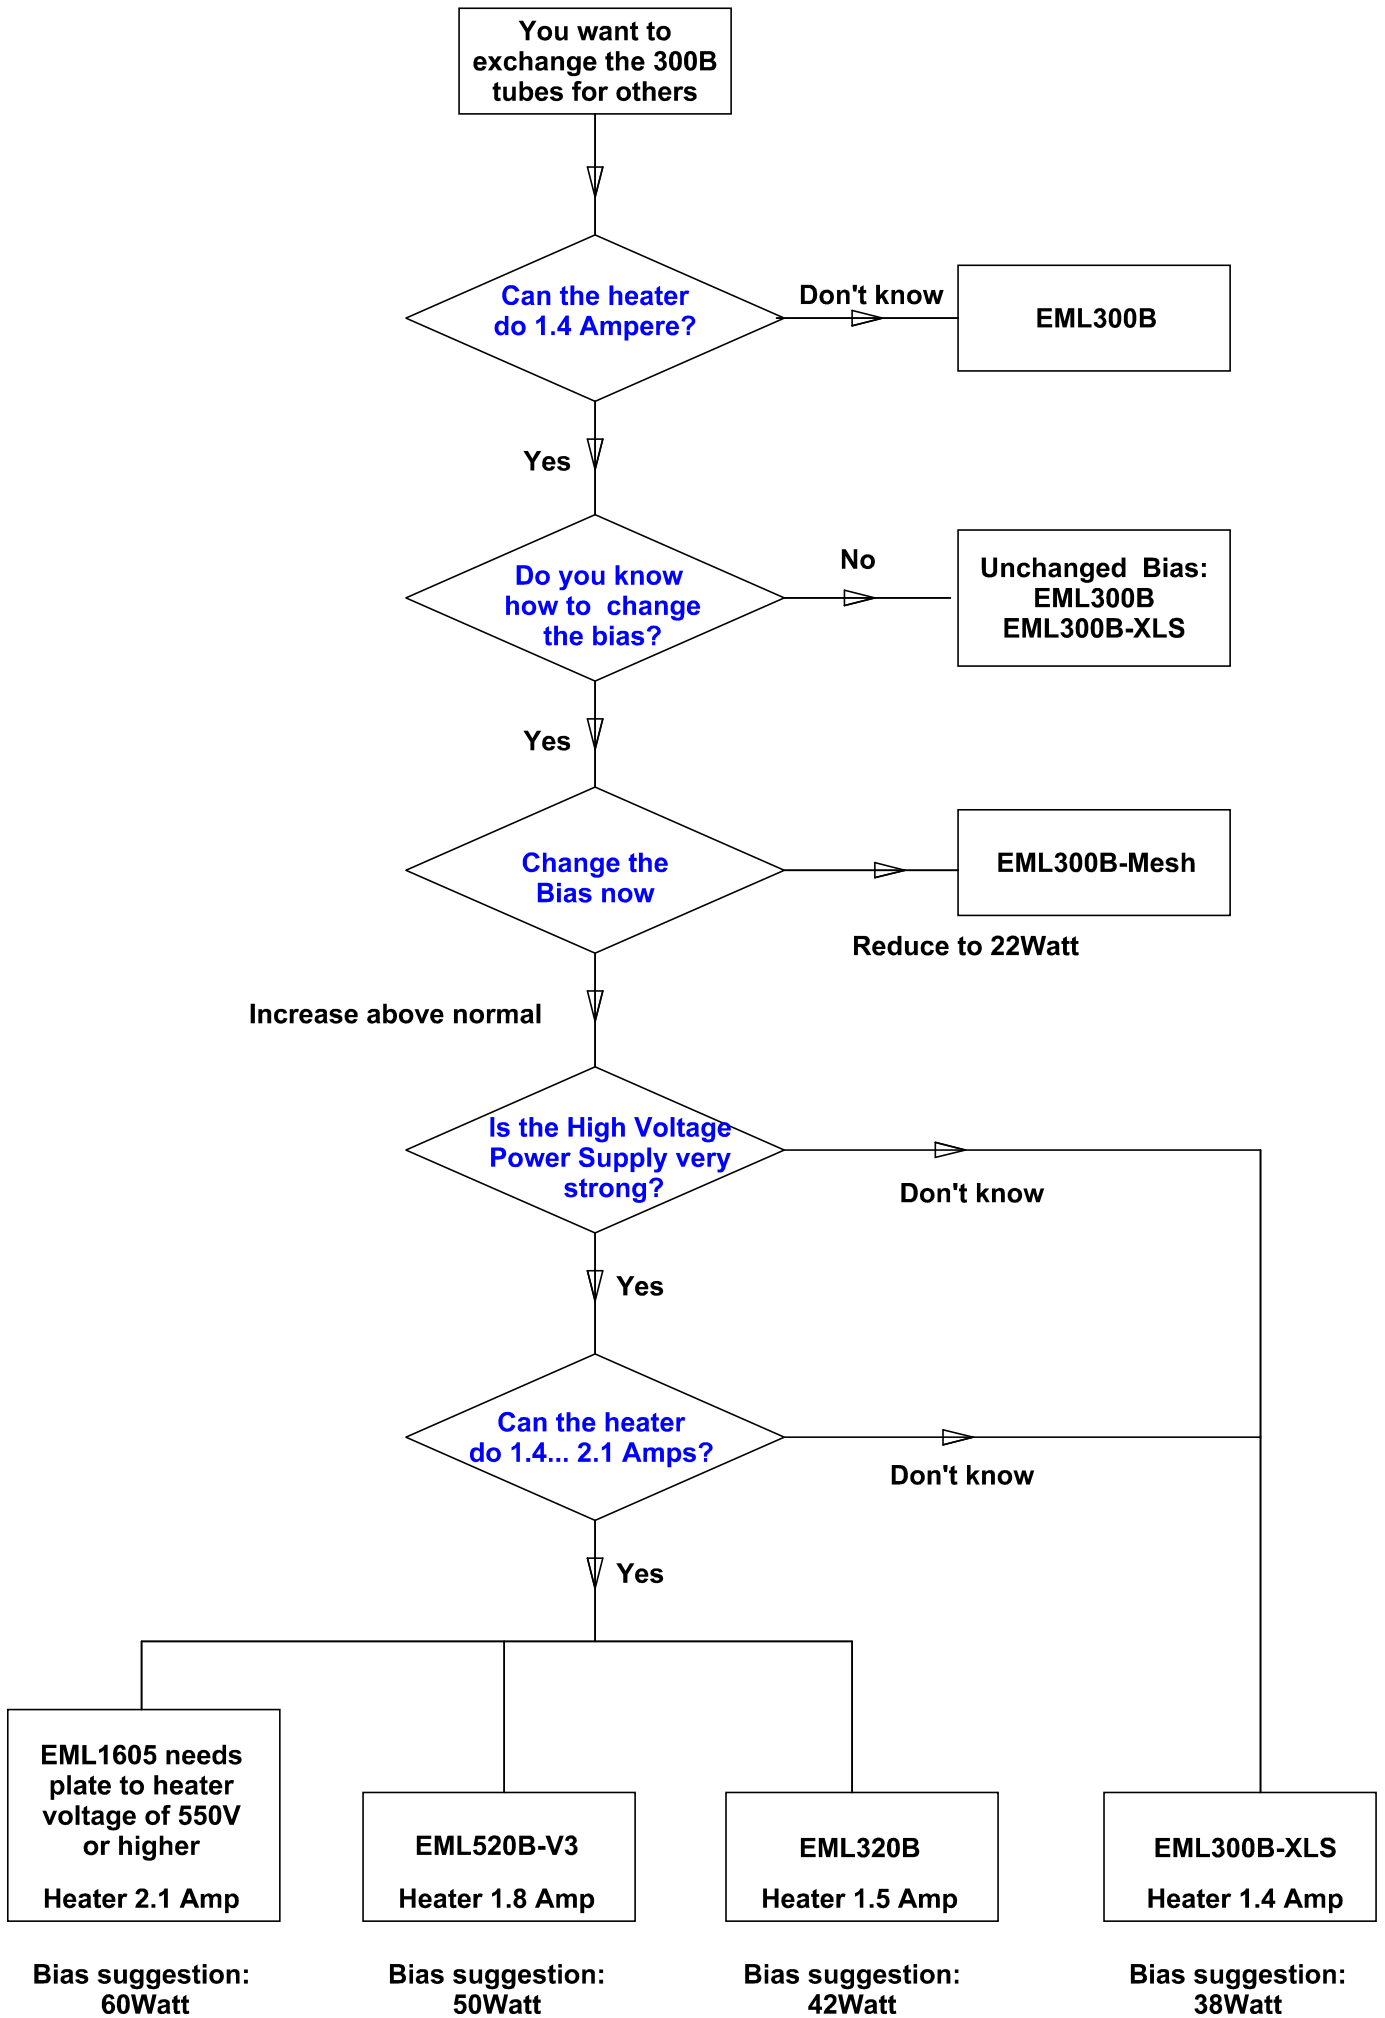 You want to
exchange the 300B
tubes for others
Can the heater
do 1.4 Ampere?
Don't know
EML300B
Yes
Do you know
how to  change
the bias?
No
Unchanged  Bias:
EML300B
EML300B-XLS
Yes
Change the
Bias now
EML300B-Mesh
Reduce to 22Watt
Increase above normal
Is the High Voltage
Power Supply very
strong?
Don't know
Yes
Can the heater
do 1.4... 2.1 Amps?
Don't know
Yes
EML1605 needs
plate to heater
voltage of 550V
or higher
Heater 2.1 Amp
EML520B-V3
Heater 1.8 Amp
EML320B
Heater 1.5 Amp
EML300B-XLS
Heater 1.4 Amp
Bias suggestion:
60Watt
Bias suggestion:
50Watt
Bias suggestion:
42Watt
Bias suggestion:
38Watt